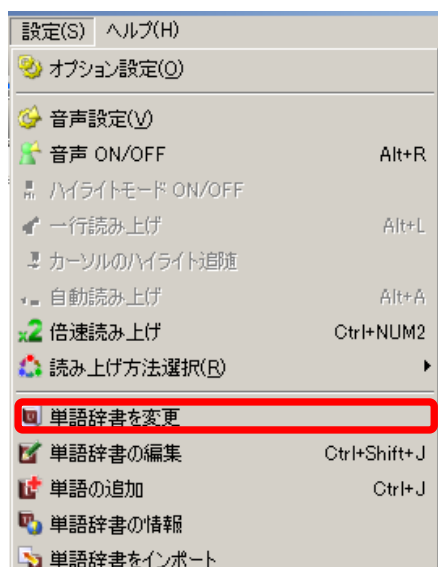 設定(S) ヘルプ(H)
オプション設定(O)
音声設定(V)
音声 ON/OFF Alt+R
ハイライトモード ON/OFF
一行読み上げ Alt+L
カーソルのハイライト追随
自動読み上げ Alt+A
x2 倍速読み上げ Ctrl+NUM2
読み上げ方法選択(R)
単語辞書を変更
単語辞書の編集 Ctrl+Shift+J
単語の追加 Ctrl+J
単語辞書の情報
単語辞書をインポート